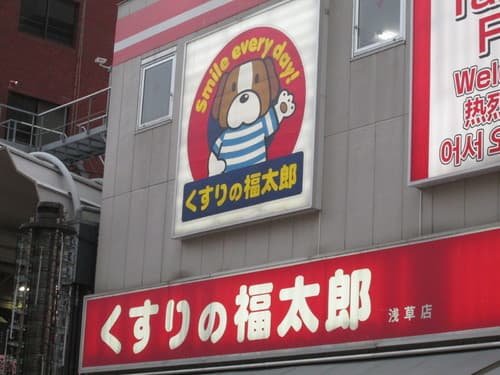 Smile every day!
くすりの福太郎
くすりの福太郎 浅草店
Wel
热烈
어서 오